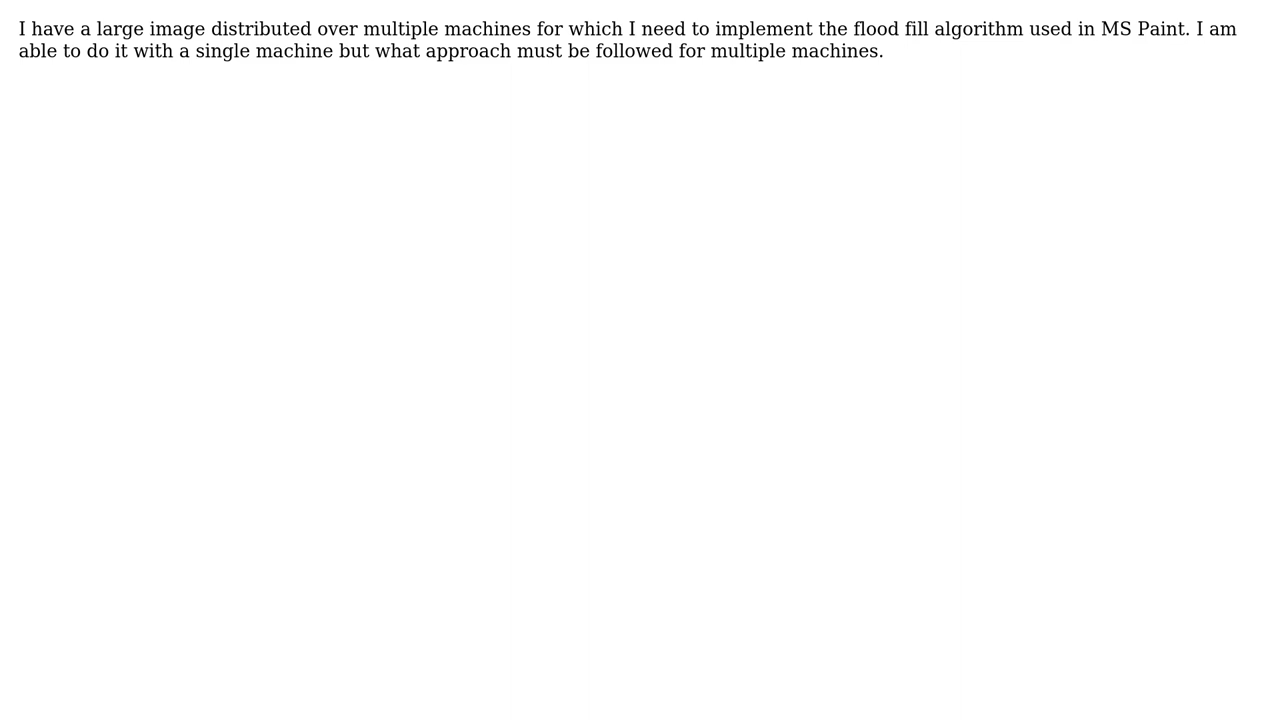 I have a large image distributed over multiple machines for which I need to implement the flood fill algorithm used in MS Paint. I am
able to do it with a single machine but what approach must be followed for multiple machines.